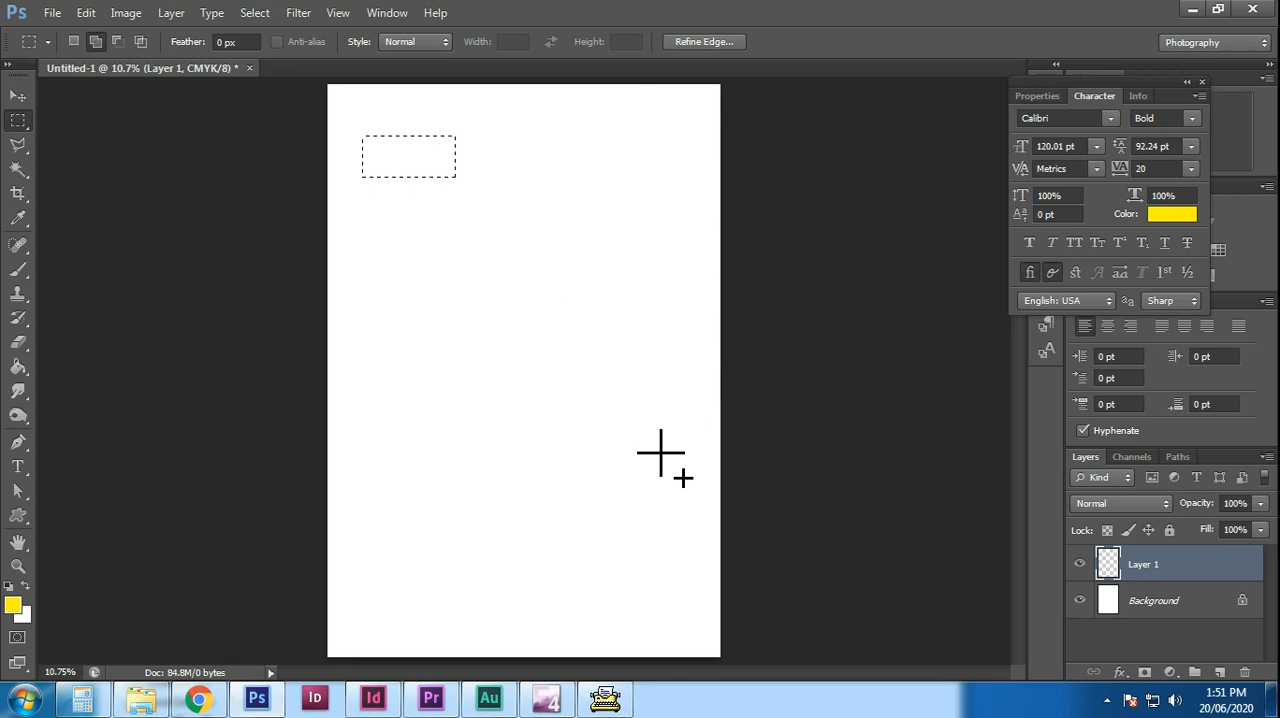 Ps File Edit Image Layer Type Select Filter View Window Help
Feather: 0 px Anti-alias Style: Normal Width: Height: Refine Edge... Photography
Untitled-1 @ 10.7% (Layer 1, CMYK/8) *
Properties Character Info
Calibri Bold
120.01 pt 92.24 pt
Metrics 20
100% 100%
0 pt Color:
English: USA Sharp
0 pt 0 pt
0 pt
0 pt 0 pt
Hyphenate
Layers Channels Paths
Kind
Normal Opacity: 100%
Lock: Fill: 100%
Layer 1
Background
10.75% Doc: 84.8M/0 bytes
Ps ID Id Pr Au 4
1:51 PM
20/06/2020